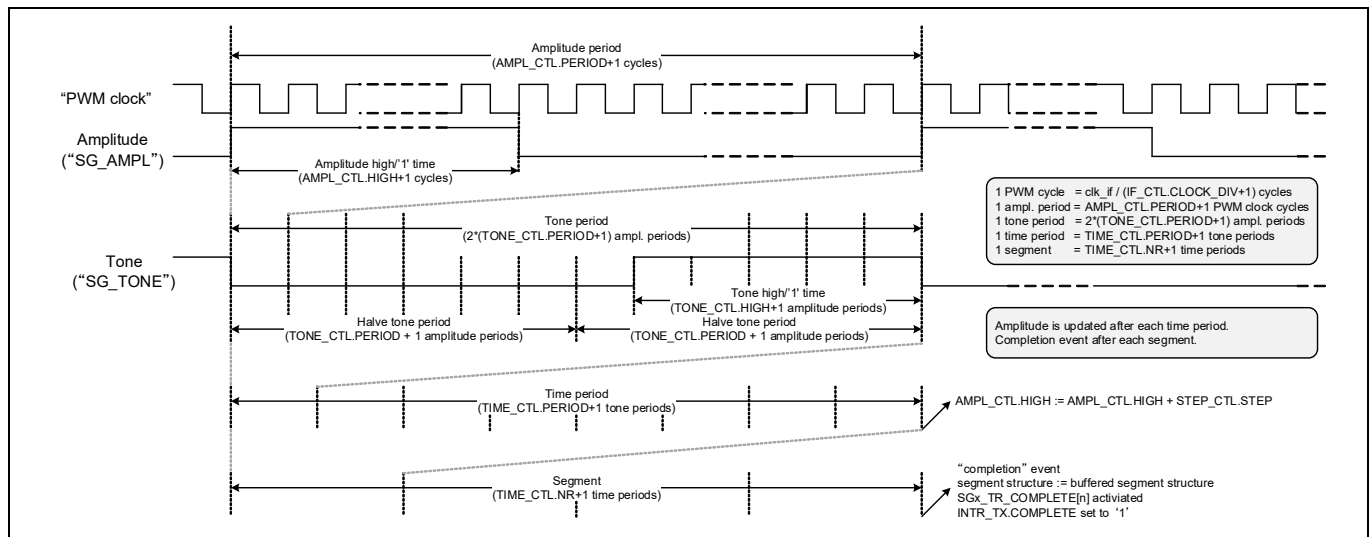 Amplitude period
(AMPL_CTL.PERIOD+1 cycles)
“PWM clock”
Amplitude
(“SG_AMPL”)
Amplitude high/'1' time
(AMPL_CTL.HIGH+1 cycles)
1 PWM cycle = clk_if / (IF_CTL.CLOCK_DIV+1) cycles
1 ampl. period = AMPL_CTL.PERIOD+1 PWM clock cycles
1 tone period = 2*(TONE_CTL.PERIOD+1) ampl. periods
1 time period = TIME_CTL.PERIOD+1 tone periods
1 segment = TIME_CTL.NR+1 time periods
Tone period
(2*(TONE_CTL.PERIOD+1) ampl. periods)
Tone
(“SG_TONE”)
Tone high/'1' time
(TONE_CTL.HIGH+1 amplitude periods)
Halve tone period
(TONE_CTL.PERIOD + 1 amplitude periods)
Halve tone period
(TONE_CTL.PERIOD + 1 amplitude periods)
Amplitude is updated after each time period.
Completion event after each segment.
Time period
(TIME_CTL.PERIOD+1 tone periods)
AMPL_CTL.HIGH := AMPL_CTL.HIGH + STEP_CTL.STEP
Segment
(TIME_CTL.NR+1 time periods)
“completion” event
segment structure := buffered segment structure
SGx_TR_COMPLETE[n] activiated
INTR_TX.COMPLETE set to ‘1’